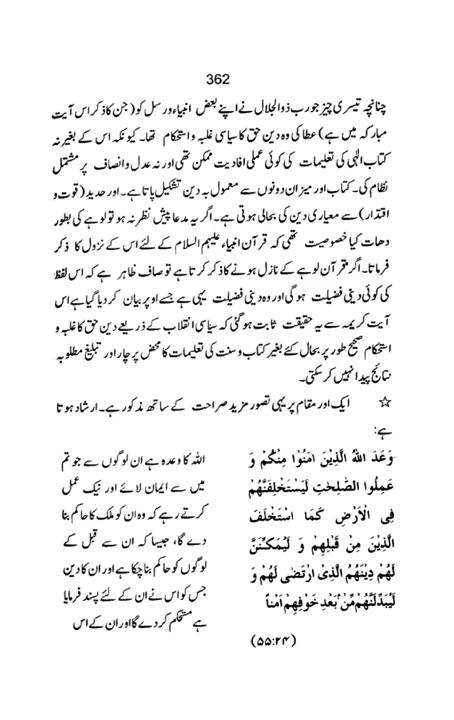 362
چنانچہ تیسری چیز جو رب ذوالجلال نے اپنے بعض انبیاء ورسل کو (جن کا ذکر اس آیت
مبارکہ میں ہے) عطا کی وہ دین حق کا سیاسی غلبہ و استحکام تھا۔ کیونکہ اس کے بغیر نہ
کتاب الٰہی کی تعلیمات کی کوئی عملی افادیت ممکن تھی اور نہ عدل و انصاف پر مشتمل
نظام کی۔ کتاب اور میزان دونوں سے معمول بہ دین تشکیل پاتا ہے۔ اور حدید (قوت و
اقتدار) سے معیاری دین کی بحالی ہوتی ہے۔ اگر یہ مدعا پیش نظر نہ ہو تو لوہے کی بطور
دھات کیا خصوصیت تھی کہ قرآن انبیاء علیہم السلام کے لئے اس کے نزول کا ذکر
فرماتا۔ اگر قرآن لوہے کے نازل ہونے کا ذکر کرتا ہے تو صاف ظاہر ہے کہ اس لفظ
کی کوئی دینی فضیلت ہوگی اور وہ دینی فضیلت یہی ہے جسے اوپر بیان کر دیا گیا ہے اس
آیت کریمہ سے یہ حقیقت ثابت ہو گئی کہ سیاسی انقلاب کے ذریعے دین حق کا غلبہ و
استحکام صحیح طور پر بحال کئے بغیر کتاب و سنت کی تعلیمات کا محض پرچار اور تبلیغ مطلوبہ
نتائج پیدا نہیں کر سکتی۔
☆ ایک اور مقام پر یہی تصور مزید صراحت کے ساتھ مذکور ہے۔ ارشاد ہوتا
ہے:
وَعَدَ اللهُ الَّذِيْنَ اٰمَنُوْا مِنْكُمْ وَ
عَمِلُوا الصّٰلِحٰتِ لَيَسْتَخْلِفَنَّهُمْ
فِى الْاَرْضِ كَمَا اسْتَخْلَفَ
الَّذِيْنَ مِنْ قَبْلِهِمْ وَ لَيُمَكِّنَنَّ
لَهُمْ دِيْنَهُمُ الَّذِى ارْتَضٰى لَهُمْ وَ
لَيُبَدِّلَنَّهُمْ مِّنْۢ بَعْدِ خَوْفِهِمْ اَمْناً
(۵۵:۲۴)
اللہ کا وعدہ ہے ان لوگوں سے جو تم
میں سے ایمان لائے اور نیک عمل
کرتے رہے کہ وہ ان کو ملک کا حاکم بنا
دے گا، جیسا کہ ان سے قبل کے
لوگوں کو حاکم بنا چکا ہے اور ان کا دین
جس کو اس نے ان کے لئے پسند فرمایا
ہے مستحکم کر دے گا اور ان کے اس